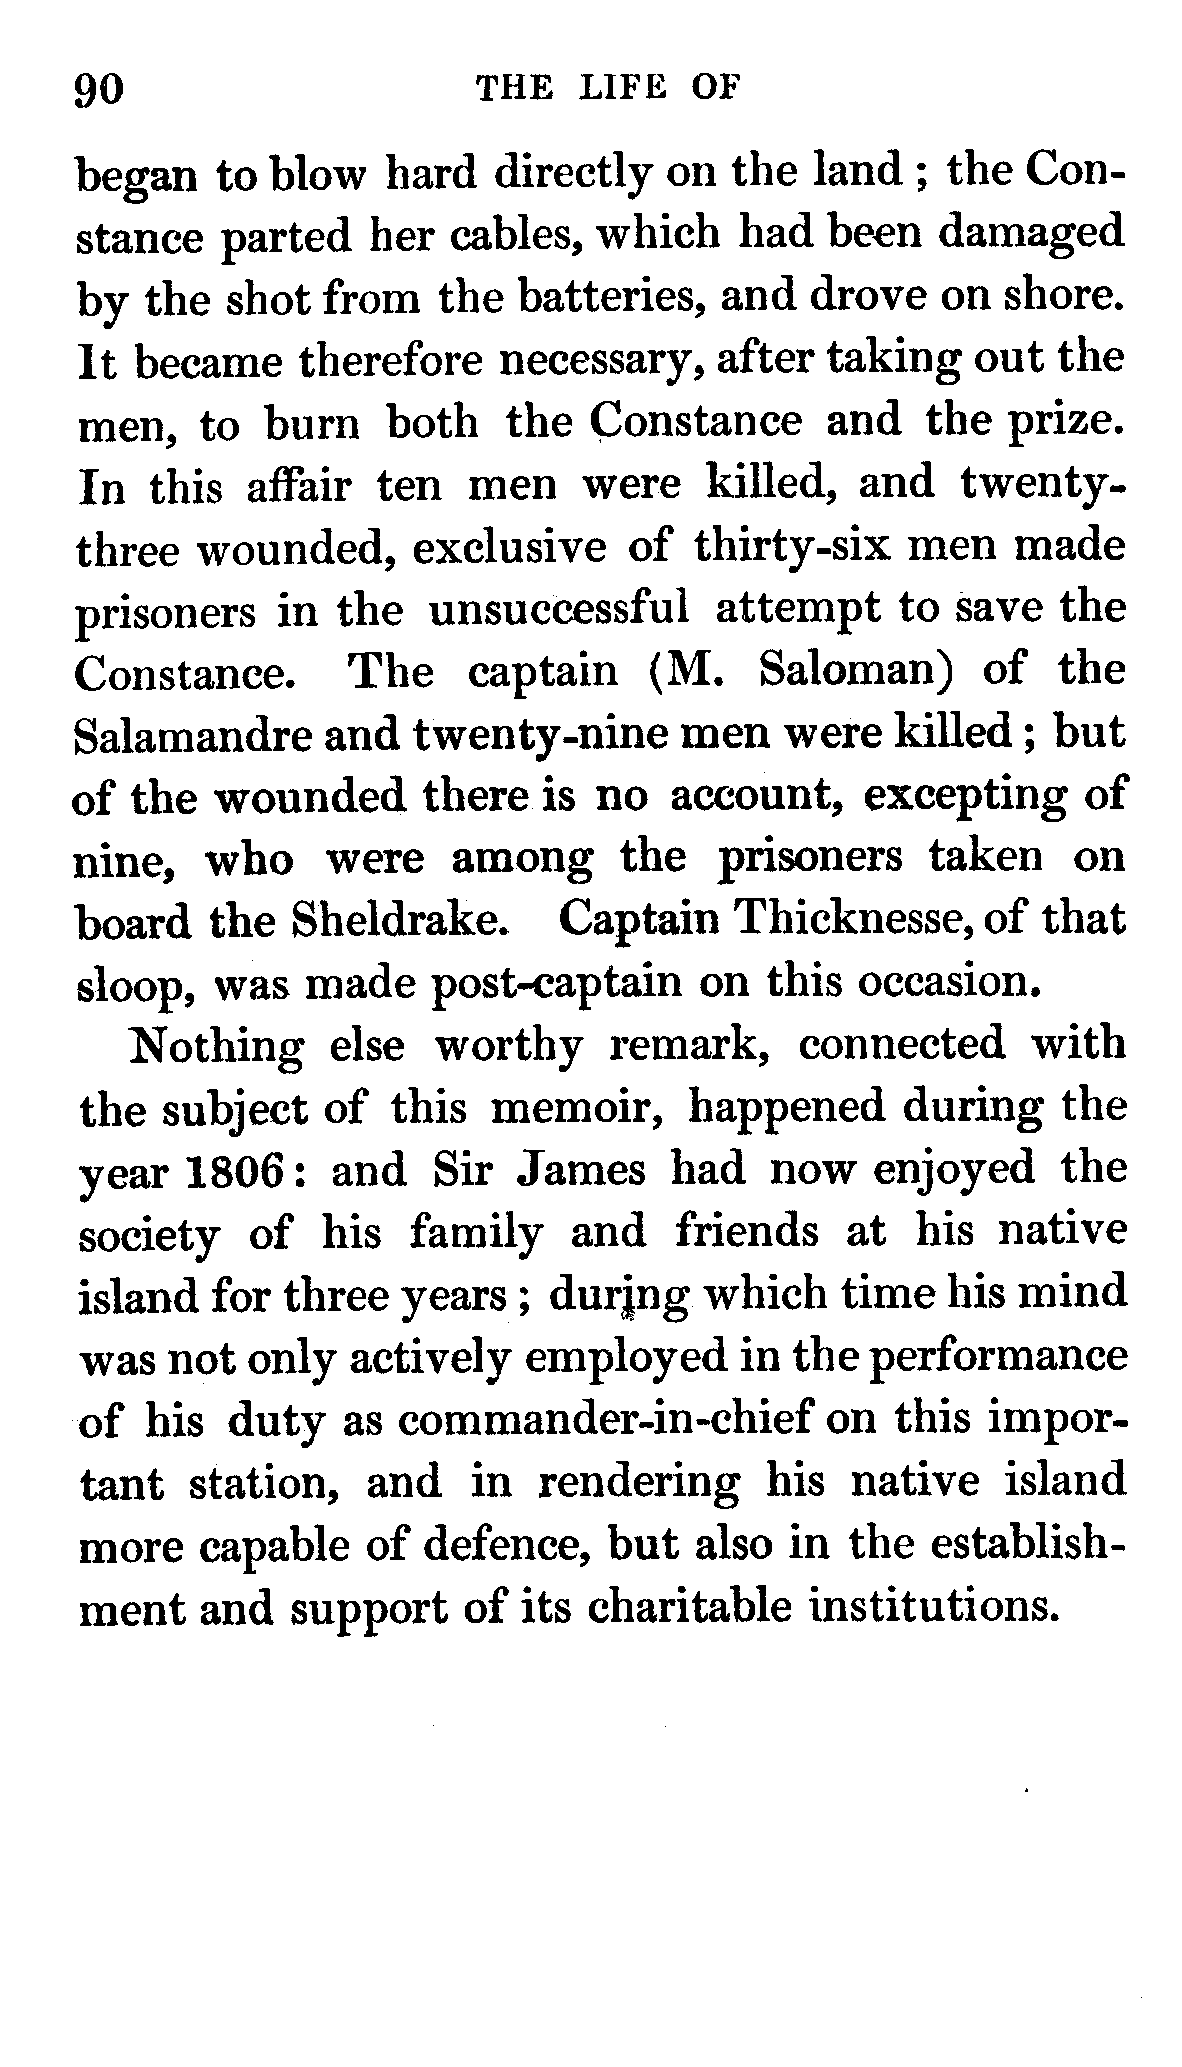 90 THE LIFE OF
began to blow hard directly on the land ; the Con-
stance parted her cables, which had been damaged
by the shot from the batteries, and drove on shore.
It became therefore necessary, after taking out the
men, to burn both the Constance and the prize.
In this affair ten men were killed, and twenty-
three wounded, exclusive of thirty-six men made
prisoners in the unsuccessful attempt to save the
Constance. The captain (M. Saloman) of the
Salamandre and twenty-nine men were killed ; but
of the wounded there is no account, excepting of
nine, who were among the prisoners taken on
board the Sheldrake. Captain Thicknesse, of that
sloop, was made post-captain on this occasion.
Nothing else worthy remark, connected with
the subject of this memoir, happened during the
year 1806 : and Sir James had now enjoyed the
society of his family and friends at his native
island for three years ; during which time his mind
was not only actively employed in the performance
of his duty as commander-in-chief on this impor-
tant station, and in rendering his native island
more capable of defence, but also in the establish-
ment and support of its charitable institutions.